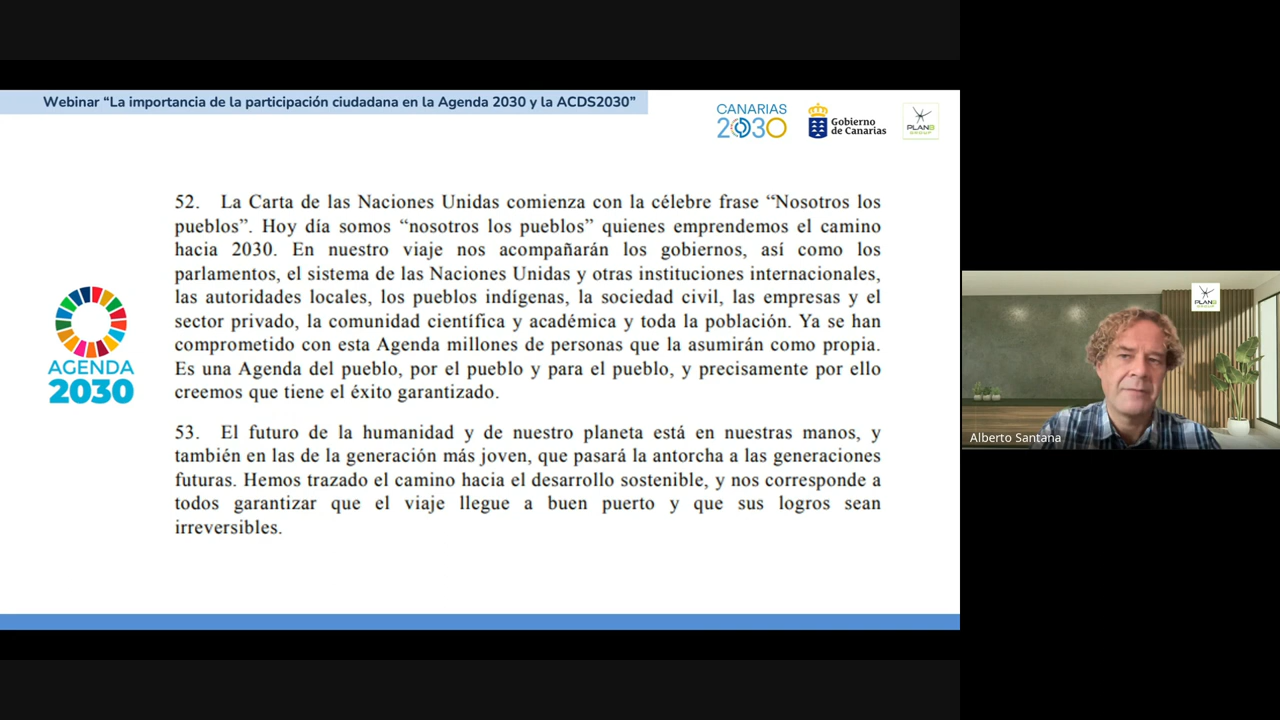 Webinar “La importancia de la participación ciudadana en la Agenda 2030 y la ACDS2030”
CANARIAS
2030
Gobierno
de Canarias
PLANB
GROUP
52. La Carta de las Naciones Unidas comienza con la célebre frase “Nosotros los
pueblos”. Hoy día somos “nosotros los pueblos” quienes emprendemos el camino
hacia 2030. En nuestro viaje nos acompañarán los gobiernos, así como los
parlamentos, el sistema de las Naciones Unidas y otras instituciones internacionales,
las autoridades locales, los pueblos indígenas, la sociedad civil, las empresas y el
sector privado, la comunidad científica y académica y toda la población. Ya se han
comprometido con esta Agenda millones de personas que la asumirán como propia.
Es una Agenda del pueblo, por el pueblo y para el pueblo, y precisamente por ello
creemos que tiene el éxito garantizado.
53. El futuro de la humanidad y de nuestro planeta está en nuestras manos, y
también en las de la generación más joven, que pasará la antorcha a las generaciones
futuras. Hemos trazado el camino hacia el desarrollo sostenible, y nos corresponde a
todos garantizar que el viaje llegue a buen puerto y que sus logros sean
irreversibles.
AGENDA
2030
PLANB
GROUP
Alberto Santana